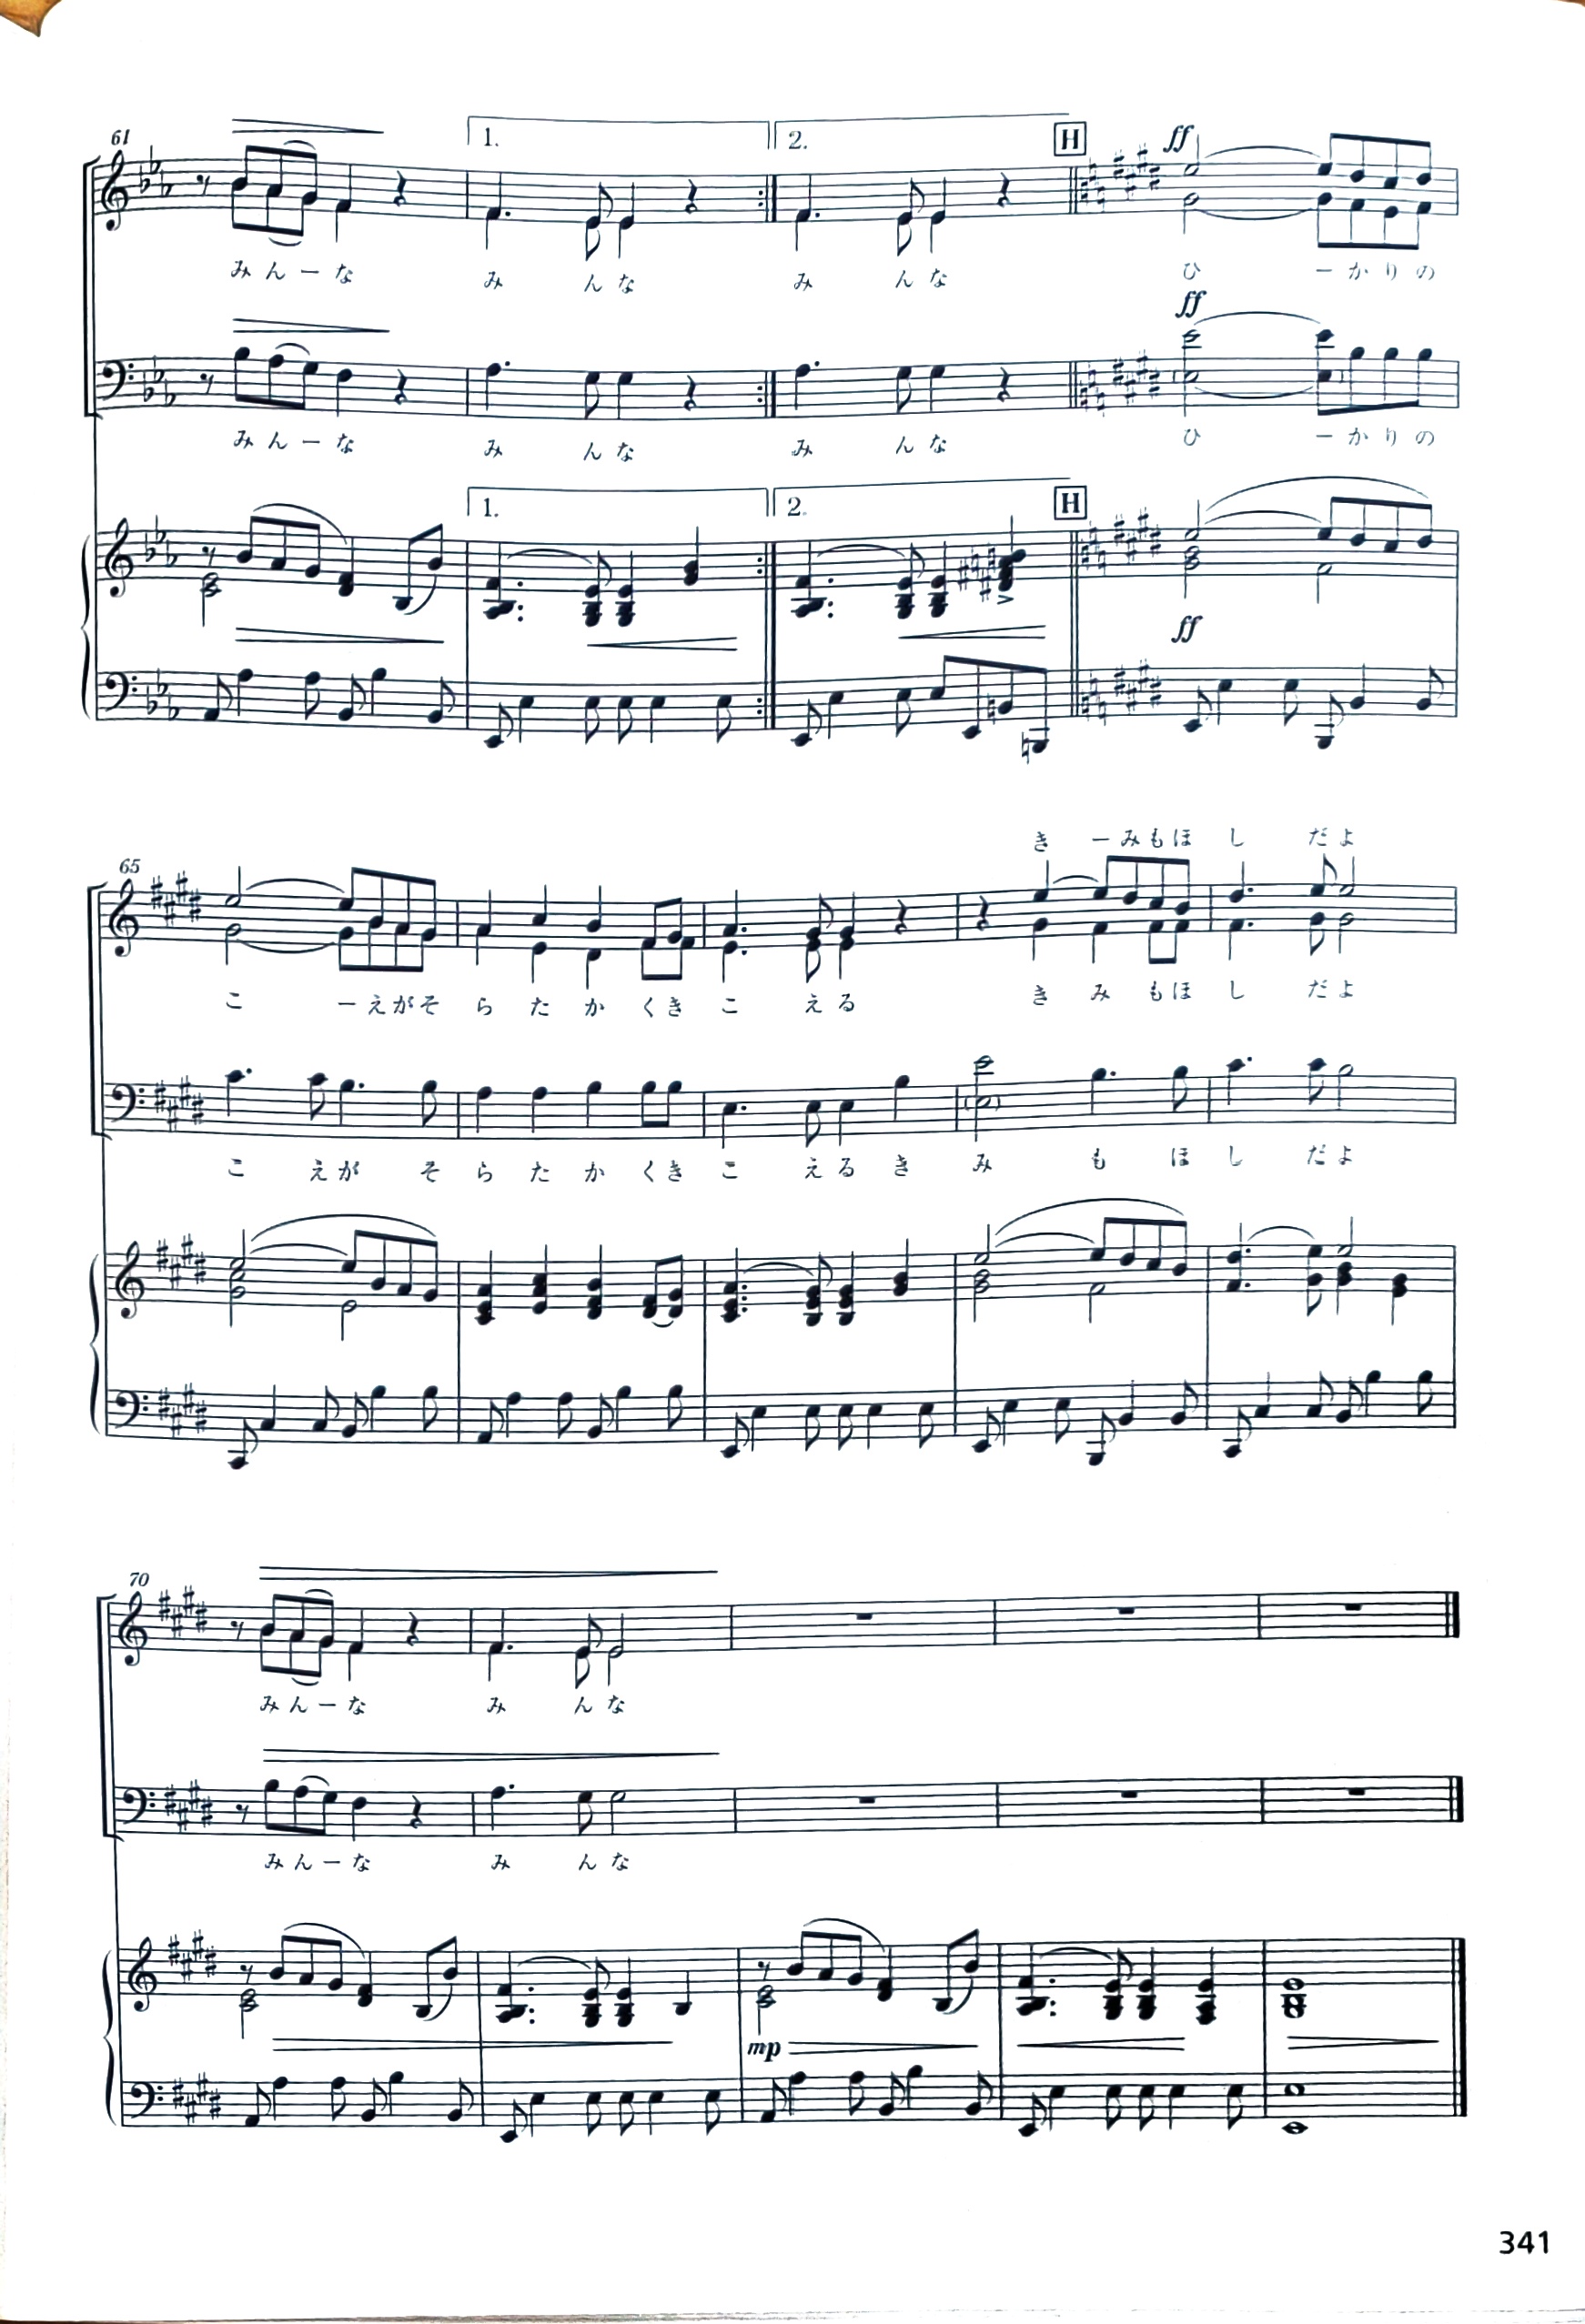 61
1. 2. H ff
みんーな み んな み んな ひ ーかりの
ff
みんーな み んな み んな ひ ーかりの
1. 2. H
ff
65
き ーみもほ し だよ
こ ーえがそ ら た か くき こ える き み もほ し だよ
こ えが そ ら た か くき こ えるき み も ほ し だよ
70
みんーな み んな
みんーな み んな
mp
341